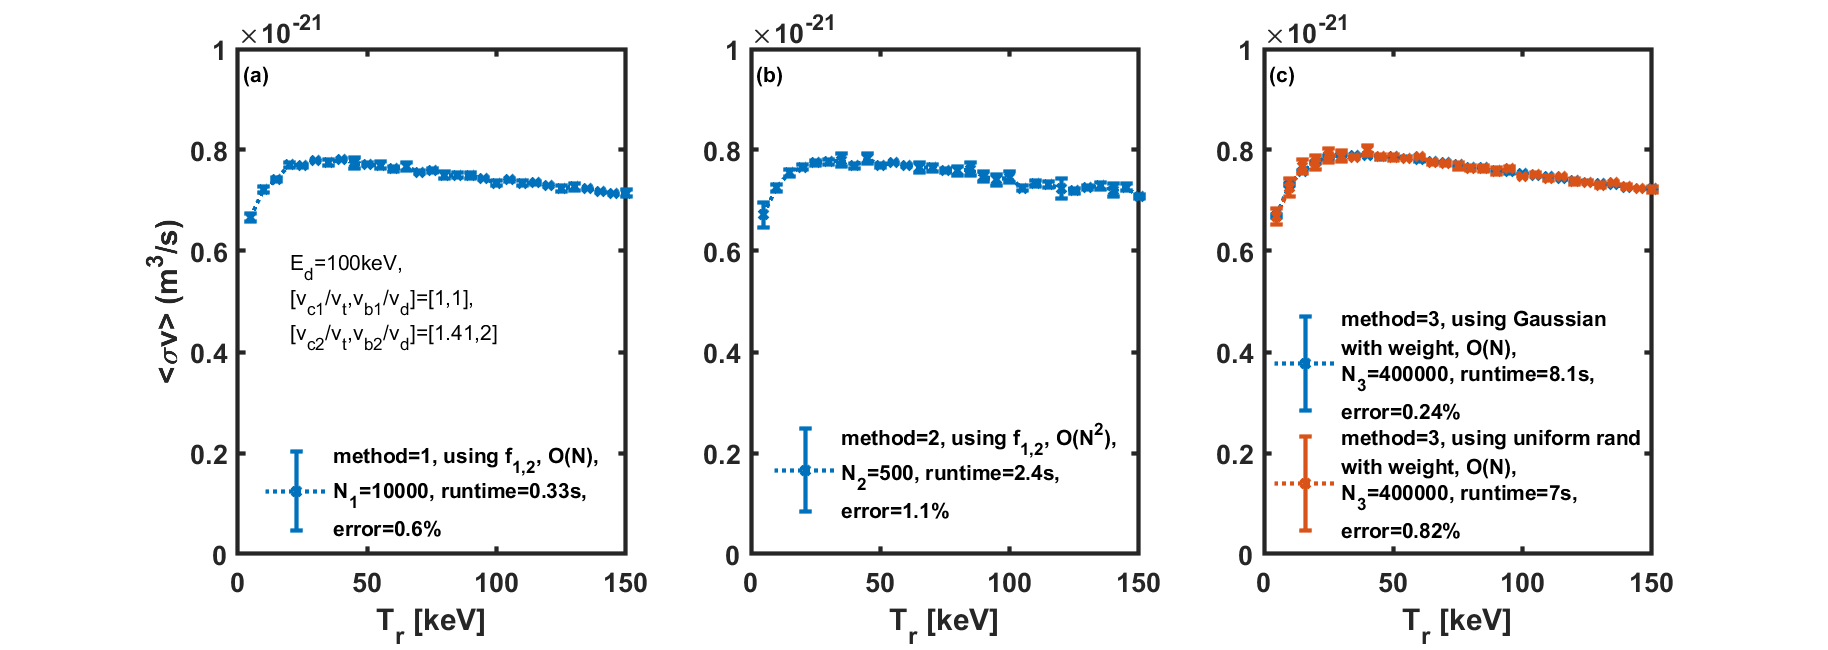 ×10^-21
(a)
1
0.8
0.6
0.4
0.2
0
<σv> (m^3/s)
E_d=100keV,
[v_c1/v_t,v_b1/v_d]=[1,1],
[v_c2/v_t,v_b2/v_d]=[1.41,2]
method=1, using f_1,2, O(N),
N_1=10000, runtime=0.33s,
error=0.6%
0 50 100 150
T_r [keV]
×10^-21
(b)
1
0.8
0.6
0.4
0.2
0
method=2, using f_1,2, O(N^2),
N_2=500, runtime=2.4s,
error=1.1%
0 50 100 150
T_r [keV]
×10^-21
(c)
1
0.8
0.6
0.4
0.2
0
method=3, using Gaussian
with weight, O(N),
N_3=400000, runtime=8.1s,
error=0.24%
method=3, using uniform rand
with weight, O(N),
N_3=400000, runtime=7s,
error=0.82%
0 50 100 150
T_r [keV]